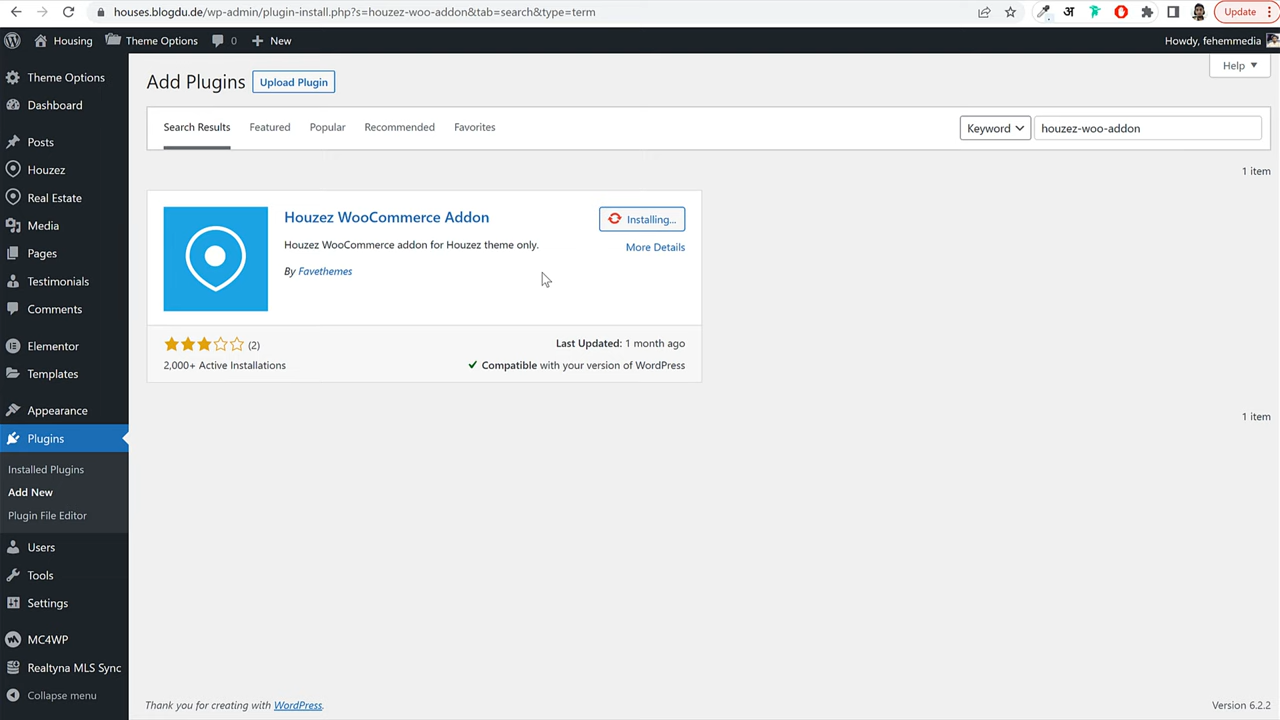 houses.blogdu.de/wp-admin/plugin-install.php?s=houzez-woo-addon&tab=search&type=term
अ
Update
Housing
Theme Options
0
New
Howdy, fehemmedia
Theme Options
Dashboard
Posts
Houzez
Real Estate
Media
Pages
Testimonials
Comments
Elementor
Templates
Appearance
Plugins
Installed Plugins
Add New
Plugin File Editor
Users
Tools
Settings
MC4WP
Realtyna MLS Sync
Collapse menu
Help
Add Plugins
Upload Plugin
Search Results
Featured
Popular
Recommended
Favorites
Keyword
houzez-woo-addon
1 item
Houzez WooCommerce Addon
Installing...
Houzez WooCommerce addon for Houzez theme only.
More Details
By Favethemes
(2)
Last Updated: 1 month ago
2,000+ Active Installations
Compatible with your version of WordPress
1 item
Thank you for creating with WordPress.
Version 6.2.2